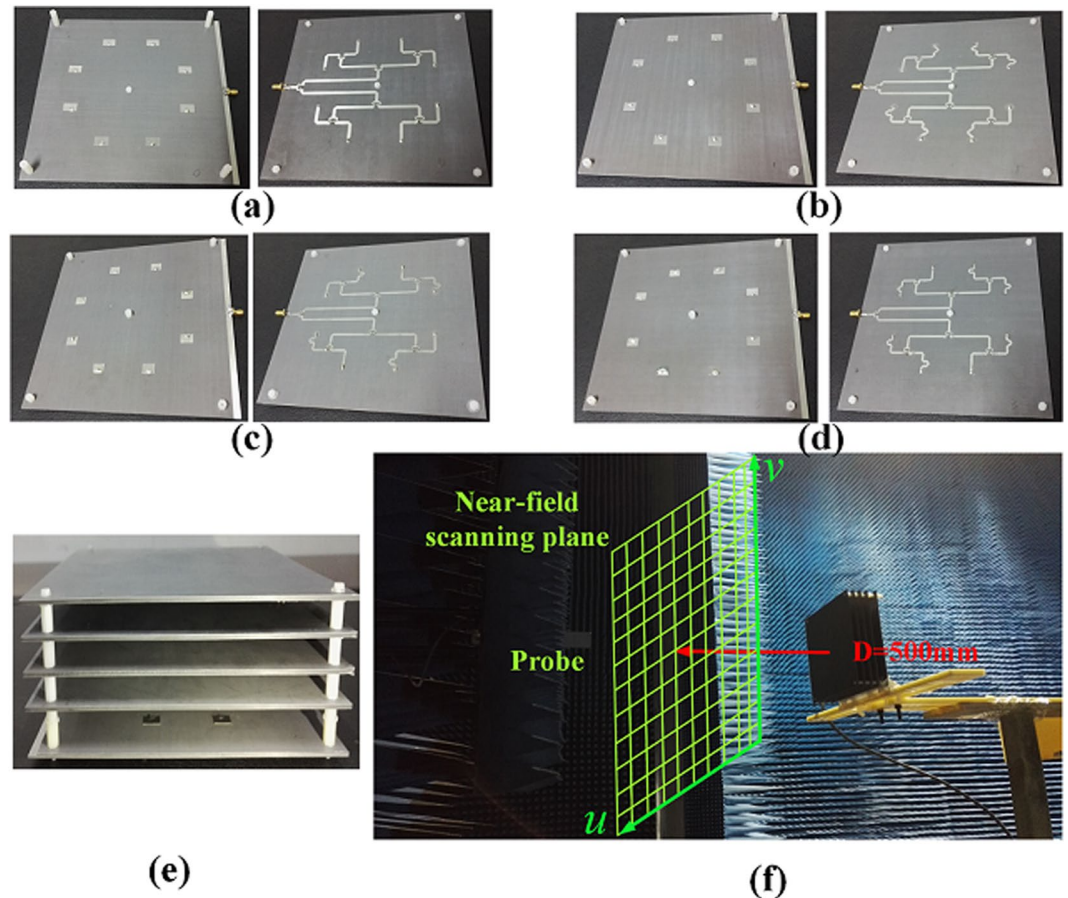 (a)
(b)
(c)
(d)
Near-field
scanning plane
v
Probe
D=500mm
u
(e)
(f)